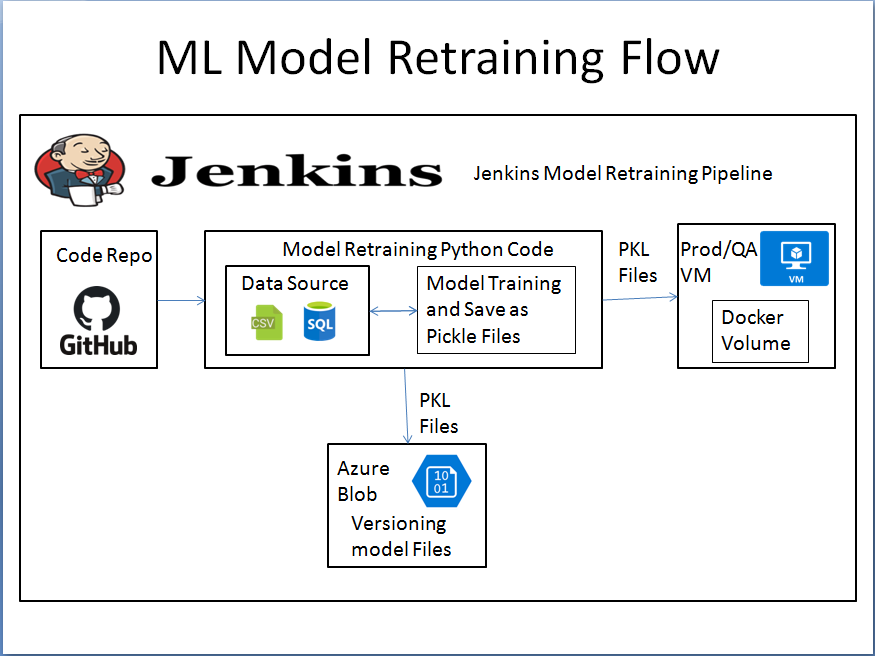 ML Model Retraining Flow
Jenkins
Jenkins Model Retraining Pipeline
Code Repo
GitHub
Model Retraining Python Code
Data Source
CSV
SQL
Model Training
and Save as
Pickle Files
PKL
Files
Prod/QA
VM
VM
Docker
Volume
PKL
Files
Azure
Blob
10
01
Versioning
model Files